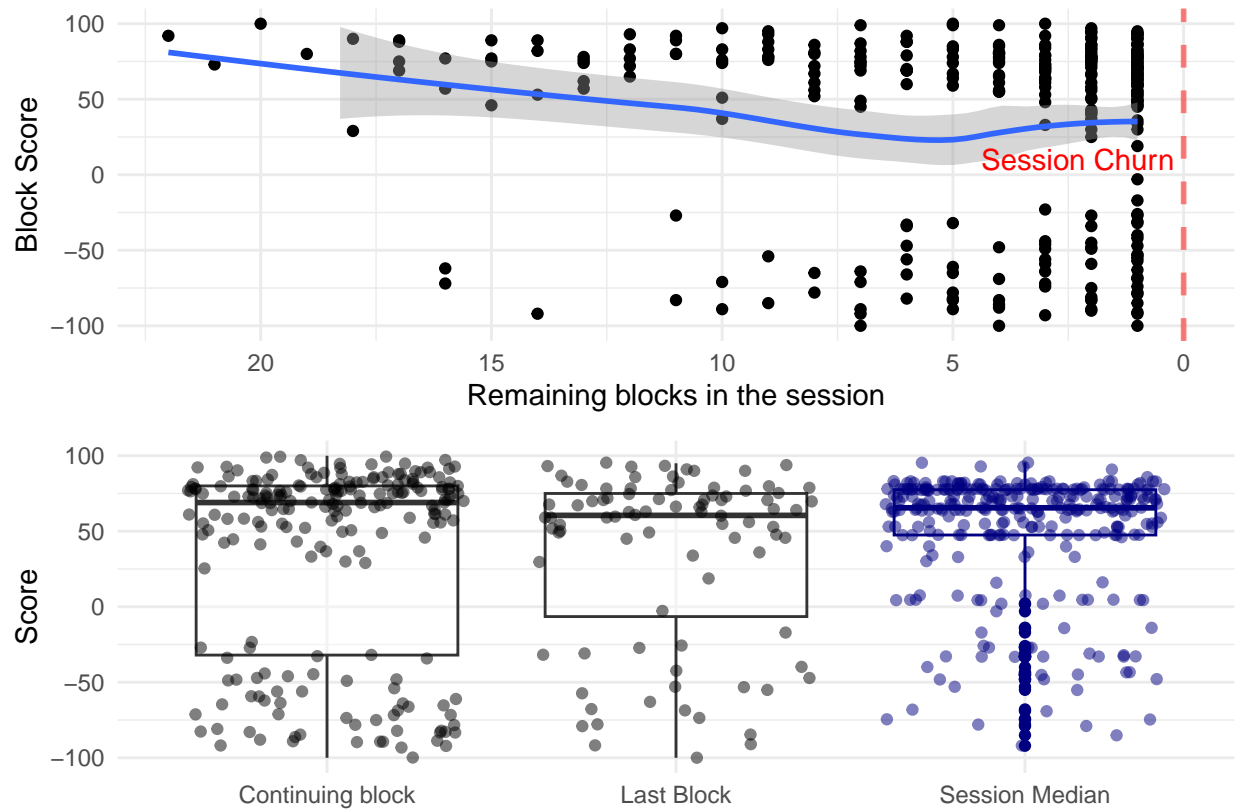 100
50
0
−50
−100
Block Score
Session Churn
20
15
10
5
0
Remaining blocks in the session
100
50
0
−50
−100
Score
Continuing block
Last Block
Session Median